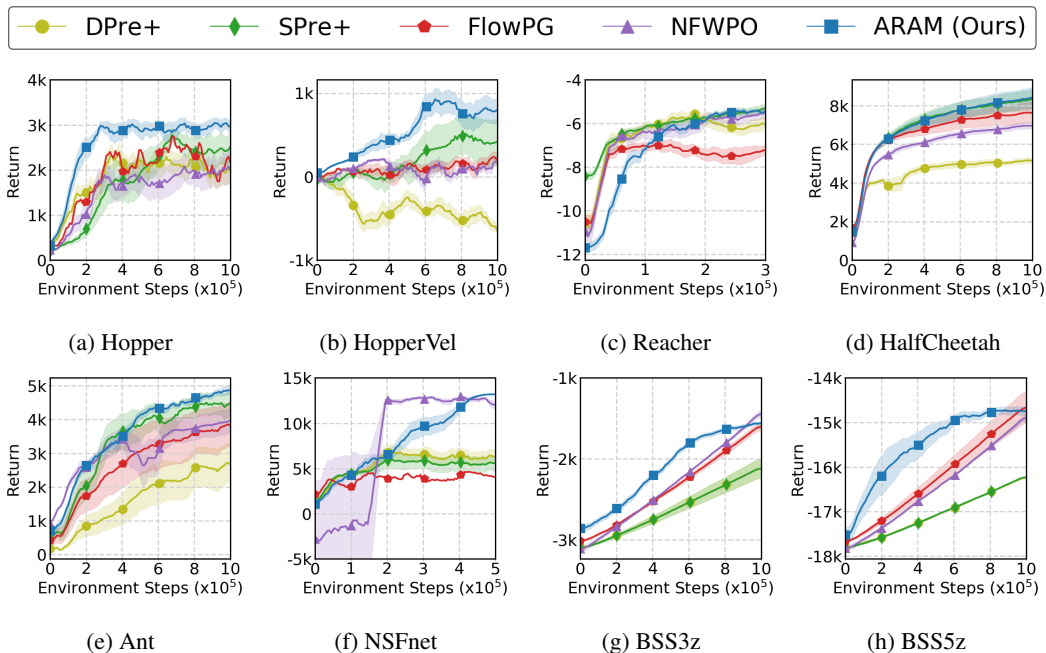 DPre+ SPre+ FlowPG NFWPO ARAM (Ours)
4k
3k
2k
1k
0
Return
0 2 4 6 8 10
Environment Steps (x10⁵)
(a) Hopper
1k
0
-1k
Return
0 2 4 6 8 10
Environment Steps (x10⁵)
(b) HopperVel
-4
-6
-8
-10
-12
Return
0 1 2 3
Environment Steps (x10⁵)
(c) Reacher
8k
6k
4k
2k
0
Return
0 2 4 6 8 10
Environment Steps (x10⁵)
(d) HalfCheetah
5k
4k
3k
2k
1k
0
Return
0 2 4 6 8 10
Environment Steps (x10⁵)
(e) Ant
15k
10k
5k
0
-5k
Return
0 1 2 3 4 5
Environment Steps (x10⁵)
(f) NSFnet
-1k
-2k
-3k
Return
0 2 4 6 8 10
Environment Steps (x10⁵)
(g) BSS3z
-14k
-15k
-16k
-17k
-18k
Return
0 2 4 6 8 10
Environment Steps (x10⁵)
(h) BSS5z